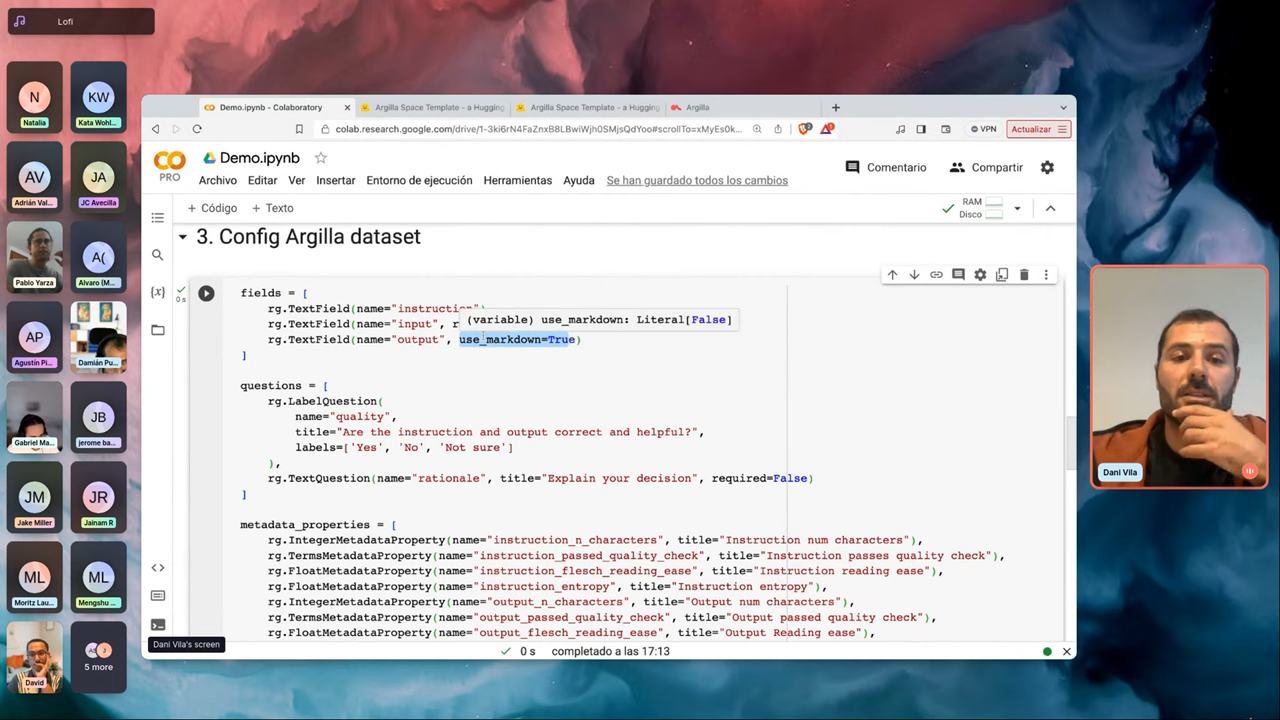 Lofi
N
Natalia
KW
Kata Wohl...
AV
Adrián Val...
JA
JC Avecilla
Pablo Yarza
A(
Alvaro (M...
AP
Agustín Pi...
Damián Pu...
Gabriel Ma...
JB
jerome ba...
JM
Jake Miller
JR
Jainam R
ML
Moritz Lau...
ML
Mengshu ...
David
5 more
Demo.ipynb - Colaboratory
Argilla Space Template - a Hugging
Argilla Space Template - a Hugging
Argilla
colab.research.google.com/drive/1-3ki6rN4FaZnxB8LBwiWjh0SMjsQdYoo#scrollTo=xMyEs0k...
VPN
Actualizar
PRO
Demo.ipynb
Comentario
Compartir
Archivo Editar Ver Insertar Entorno de ejecución Herramientas Ayuda Se han guardado todos los cambios
+ Código + Texto
RAM
Disco
3. Config Argilla dataset
{x}
0 s
fields = [
rg.TextField(name="instruction")
(variable) use_markdown: Literal[False]
rg.TextField(name="input", r
rg.TextField(name="output", use_markdown=True)
]
questions = [
rg.LabelQuestion(
name="quality",
title="Are the instruction and output correct and helpful?",
labels=['Yes', 'No', 'Not sure']
),
rg.TextQuestion(name="rationale", title="Explain your decision", required=False)
]
metadata_properties = [
rg.IntegerMetadataProperty(name="instruction_n_characters", title="Instruction num characters"),
rg.TermsMetadataProperty(name="instruction_passed_quality_check", title="Instruction passes quality check"),
rg.FloatMetadataProperty(name="instruction_flesch_reading_ease", title="Instruction reading ease"),
rg.FloatMetadataProperty(name="instruction_entropy", title="Instruction entropy"),
rg.IntegerMetadataProperty(name="output_n_characters", title="Output num characters"),
rg.TermsMetadataProperty(name="output_passed_quality_check", title="Output passed quality check"),
rg.FloatMetadataProperty(name="output_flesch_reading_ease", title="Output Reading ease"),
Dani Vila's screen
0 s completado a las 17:13
Dani Vila